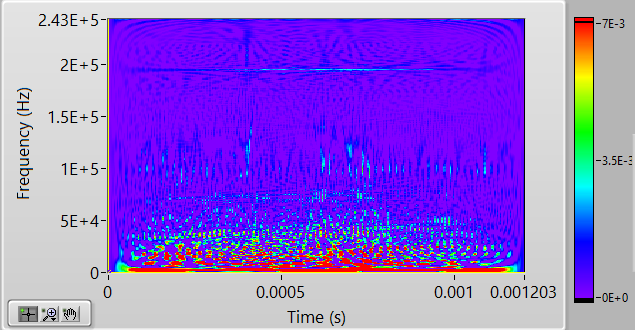 2.43E+5
2E+5
1.5E+5
1E+5
5E+4
0
Frequency (Hz)
0 0.0005 0.001 0.001203
Time (s)
7E-3
3.5E-3
0E+0